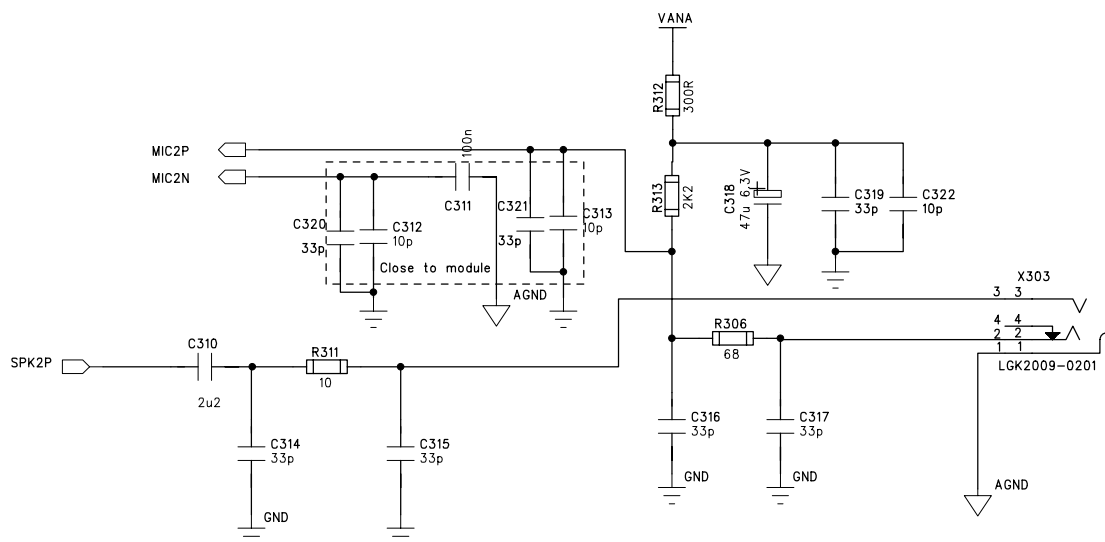 VANA
R312
300R
MIC2P
MIC2N
100n
C311
C320
33p
C312
10p
C321
33p
C313
10p
Close to module
AGND
R313
2K2
C318
47u 6.3V
+
C319
33p
C322
10p
X303
3 3
4 4
2 2
1 1
LGK2009-0201
R306
68
SPK2P
C310
2u2
R311
10
C314
33p
GND
C315
33p
C316
33p
GND
C317
33p
GND
AGND